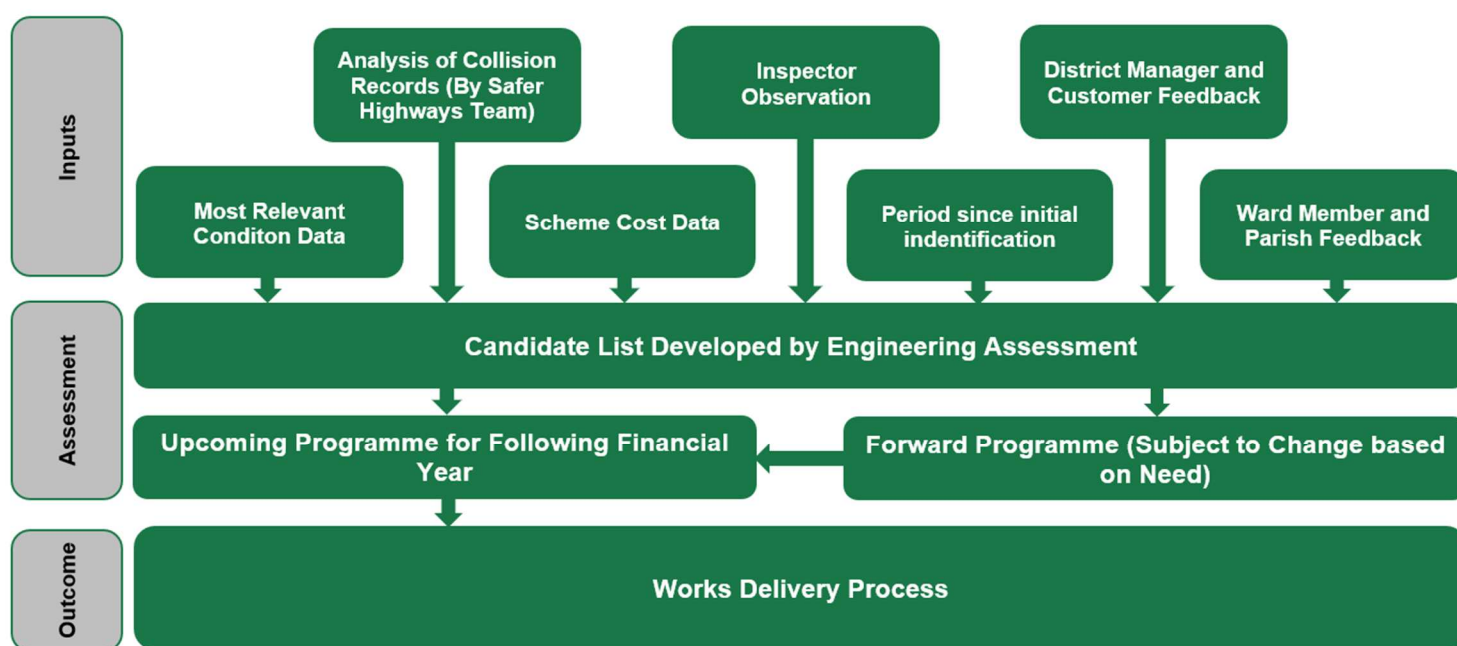 Inputs
Analysis of Collision
Records (By Safer
Highways Team)
Inspector
Observation
District Manager and
Customer Feedback
Most Relevant
Conditon Data
Scheme Cost Data
Period since initial
indentification
Ward Member and
Parish Feedback
Assessment
Candidate List Developed by Engineering Assessment
Upcoming Programme for Following Financial
Year
Forward Programme (Subject to Change based
on Need)
Outcome
Works Delivery Process